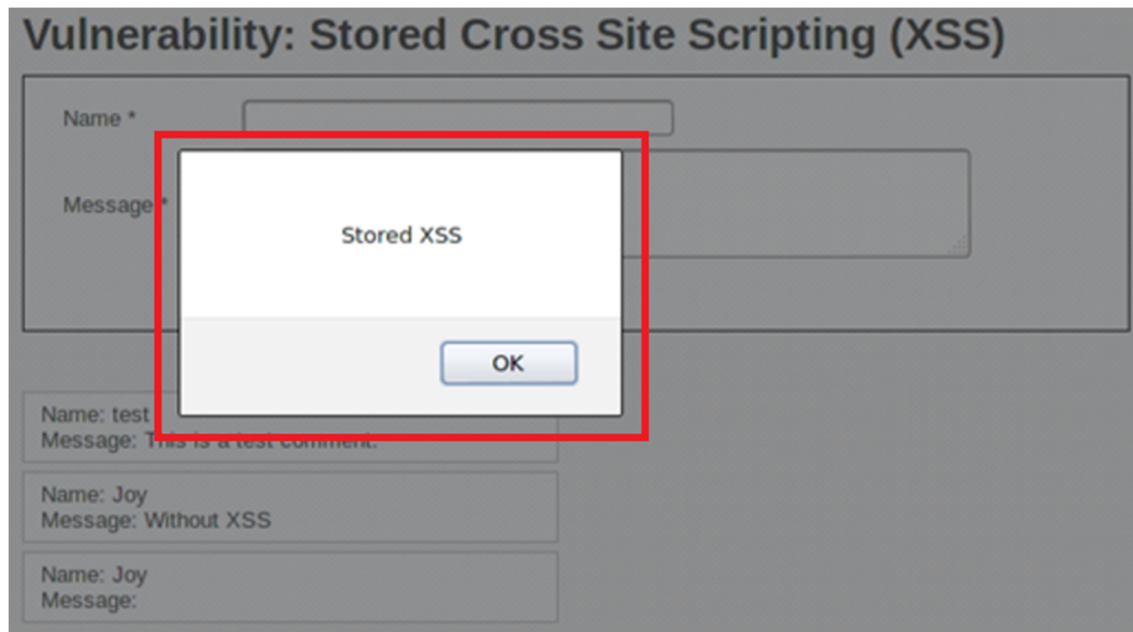 Vulnerability: Stored Cross Site Scripting (XSS)
Name *
Message *
Stored XSS
OK
Name: test
Message: This is a test comment.
Name: Joy
Message: Without XSS
Name: Joy
Message: